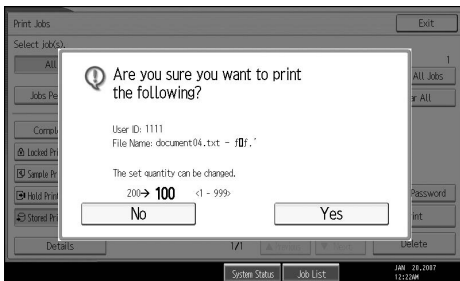 Print Jobs
Exit
Select job(s).
All
1
All Jobs
Are you sure you want to print
the following?
Jobs Pe
ar All
User ID: 1111
File Name: document04.txt -
Compl
Locked Pri
Sample Pr
The set quantity can be changed.
Hold Print
200→ 100 <1 - 999>
Password
Stored Pri
No
Yes
int
Details
1/1
Delete
System Status
Job List
JAN 20,2007
12:22AM